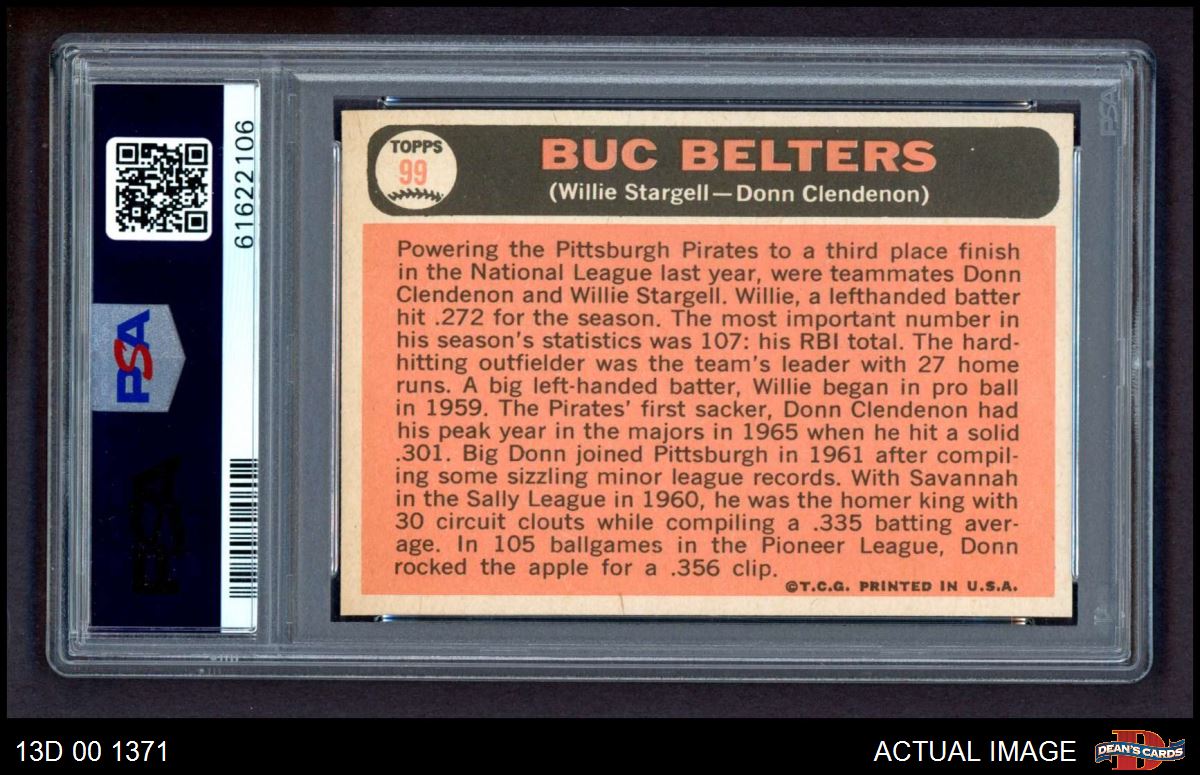 61622106
PSA
PSA
PSA
TOPPS
99
BUC BELTERS
(Willie Stargell—Donn Clendenon)
Powering the Pittsburgh Pirates to a third place finish
in the National League last year, were teammates Donn
Clendenon and Willie Stargell. Willie, a lefthanded batter
hit .272 for the season. The most important number in
his season's statistics was 107: his RBI total. The hard-
hitting outfielder was the team's leader with 27 home
runs. A big left-handed batter, Willie began in pro ball
in 1959. The Pirates' first sacker, Donn Clendenon had
his peak year in the majors in 1965 when he hit a solid
.301. Big Donn joined Pittsburgh in 1961 after compil-
ing some sizzling minor league records. With Savannah
in the Sally League in 1960, he was the homer king with
30 circuit clouts while compiling a .335 batting aver-
age. In 105 ballgames in the Pioneer League, Donn
rocked the apple for a .356 clip.
©T.C.G. PRINTED IN U.S.A.
13D 00 1371
ACTUAL IMAGE
D
DEAN'S CARDS